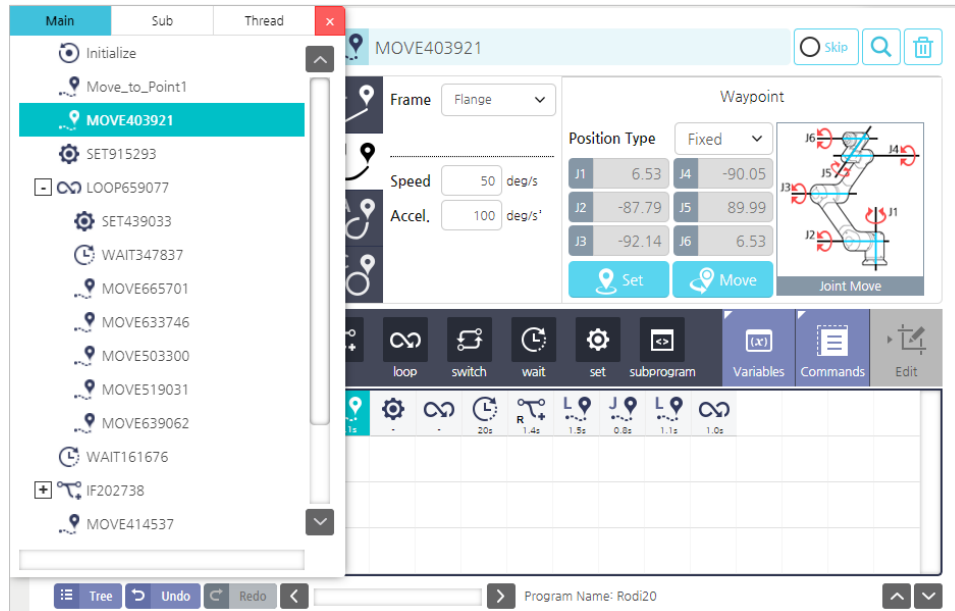 Main Sub Thread ×
Initialize
Move_to_Point1
MOVE403921
SET915293
LOOP659077
SET439033
WAIT347837
MOVE665701
MOVE633746
MOVE503300
MOVE519031
MOVE639062
WAIT161676
IF202738
MOVE414537
MOVE403921
Skip
Frame Flange
Speed 50 deg/s
Accel. 100 deg/s'
Waypoint
Position Type Fixed
J1 6.53 J4 -90.05
J2 -87.79 J5 89.99
J3 -92.14 J6 6.53
Set Move
J6
J4
J5
J3
J1
J2
Joint Move
loop switch wait set subprogram Variables Commands Edit
(x)
R L J L
- - 20s 1.4s 1.5s 0.8s 1.1s 1.0s
Tree Undo Redo Program Name: Rodi20